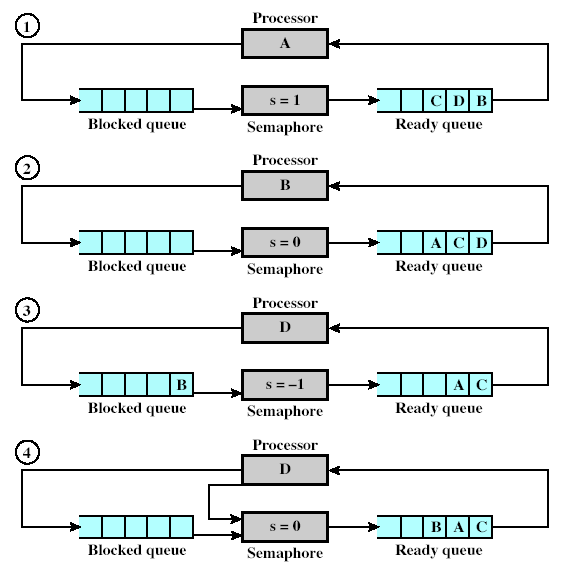 1
Processor
A
s = 1
C D B
Blocked queue Semaphore Ready queue
2
Processor
B
s = 0
A C D
Blocked queue Semaphore Ready queue
3
Processor
D
B
s = –1
A C
Blocked queue Semaphore Ready queue
4
Processor
D
s = 0
B A C
Blocked queue Semaphore Ready queue